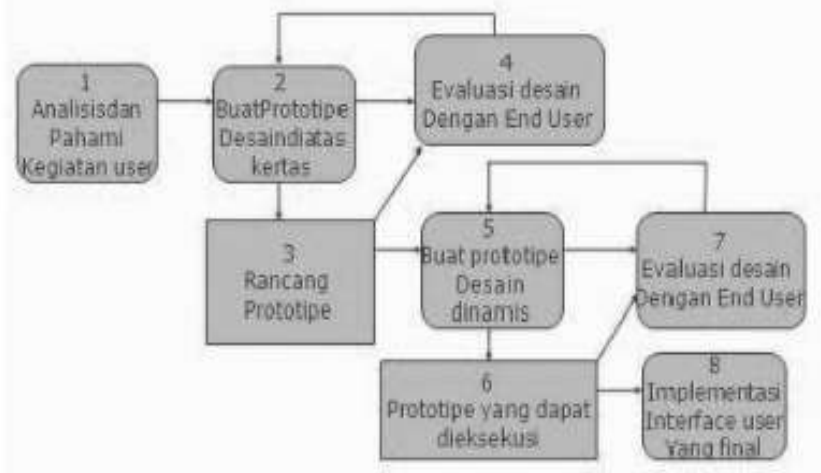 1
Analisisdan
Pahami
Kegiatan user
2
BuatPrototipe
Desaindiatas
kertas
3
Rancang
Prototipe
4
Evaluasi desain
Dengan End User
5
Buat prototipe
Desain
dinamis
6
Prototipe yang dapat
dieksekusi
7
Evaluasi desain
Dengan End User
8
Implementasi
Interface user
Yang final